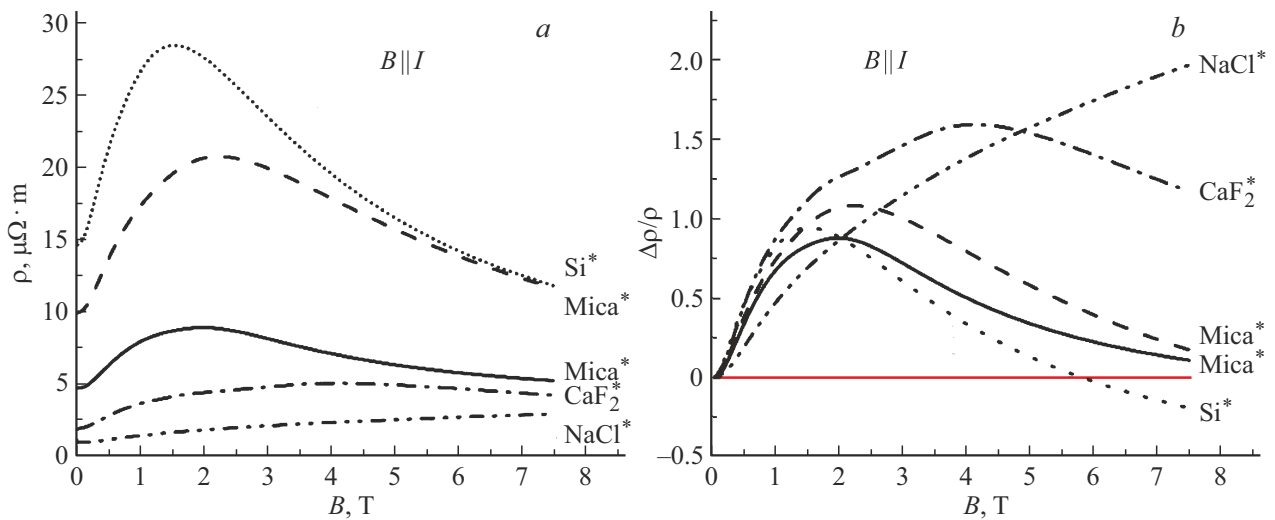 a
B∥I
ρ, μΩ · m
30
25
20
15
10
5
0
Si*
Mica*
Mica*
CaF₂*
NaCl*
0 1 2 3 4 5 6 7 8
B, T
b
B∥I
Δρ/ρ
2.0
1.5
1.0
0.5
0
–0.5
NaCl*
CaF₂*
Mica*
Mica*
Si*
0 1 2 3 4 5 6 7 8
B, T